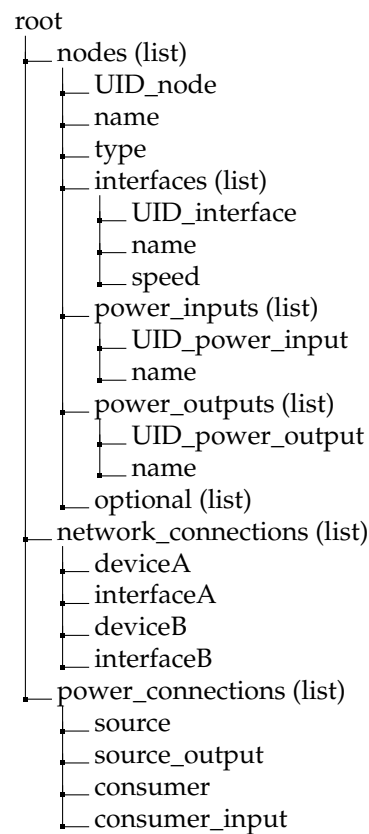 root
nodes (list)
UID_node
name
type
interfaces (list)
UID_interface
name
speed
power_inputs (list)
UID_power_input
name
power_outputs (list)
UID_power_output
name
optional (list)
network_connections (list)
deviceA
interfaceA
deviceB
interfaceB
power_connections (list)
source
source_output
consumer
consumer_input